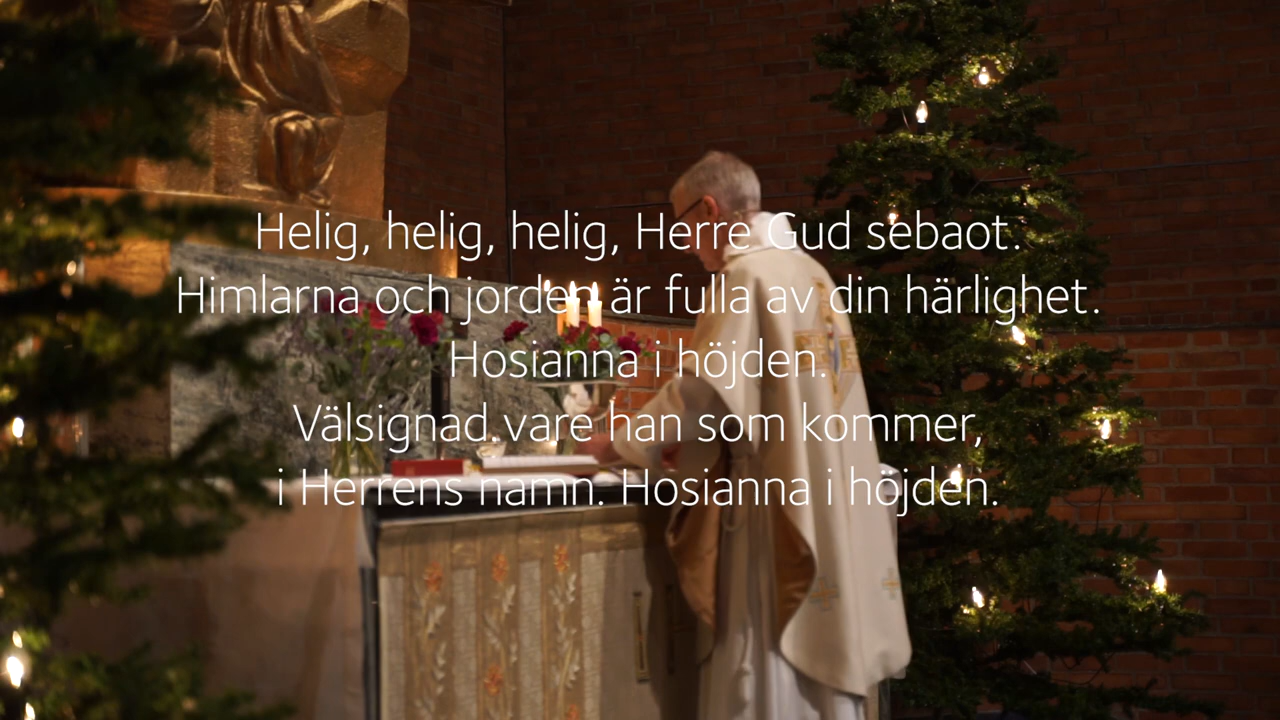 Helig, helig, helig, Herre Gud sebaot.
Himlarna och jorden är fulla av din härlighet.
Hosianna i höjden.
Välsignad vare han som kommer,
i Herrens namn. Hosianna i höjden.